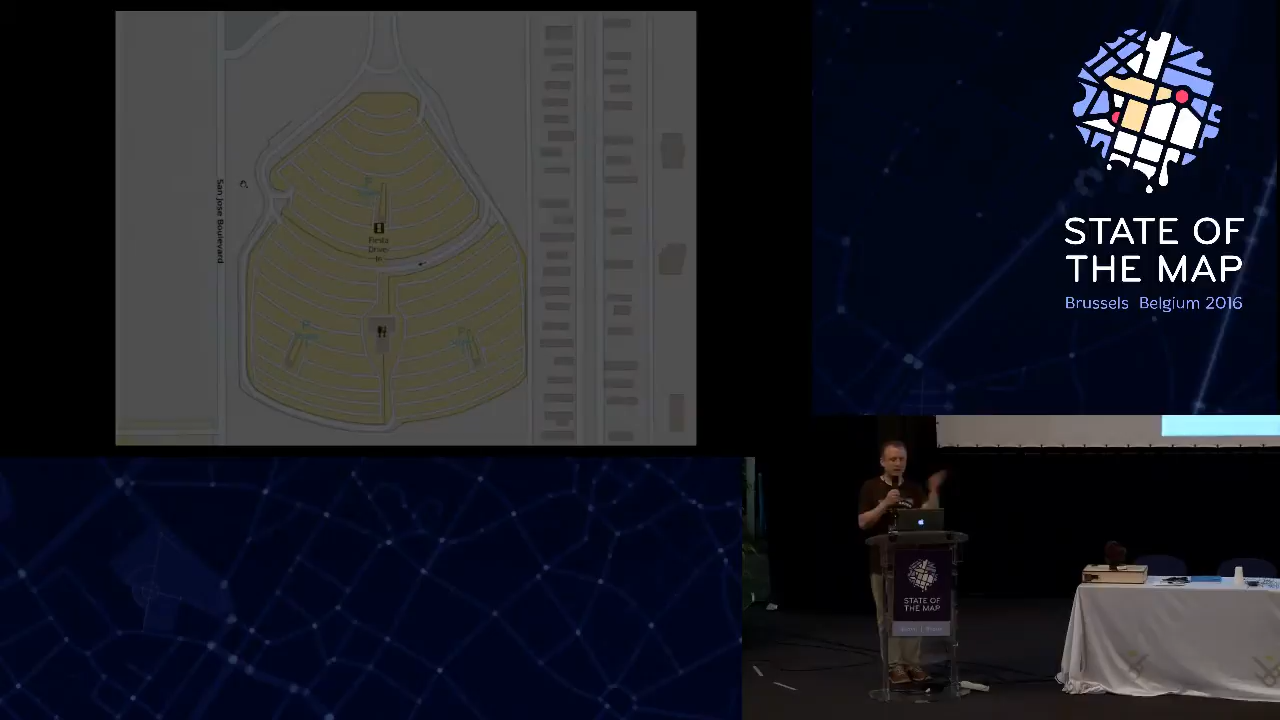 San Jose Boulevard
Fiesta
Drive-
In
STATE OF
THE MAP
Brussels Belgium 2016
STATE OF
THE MAP